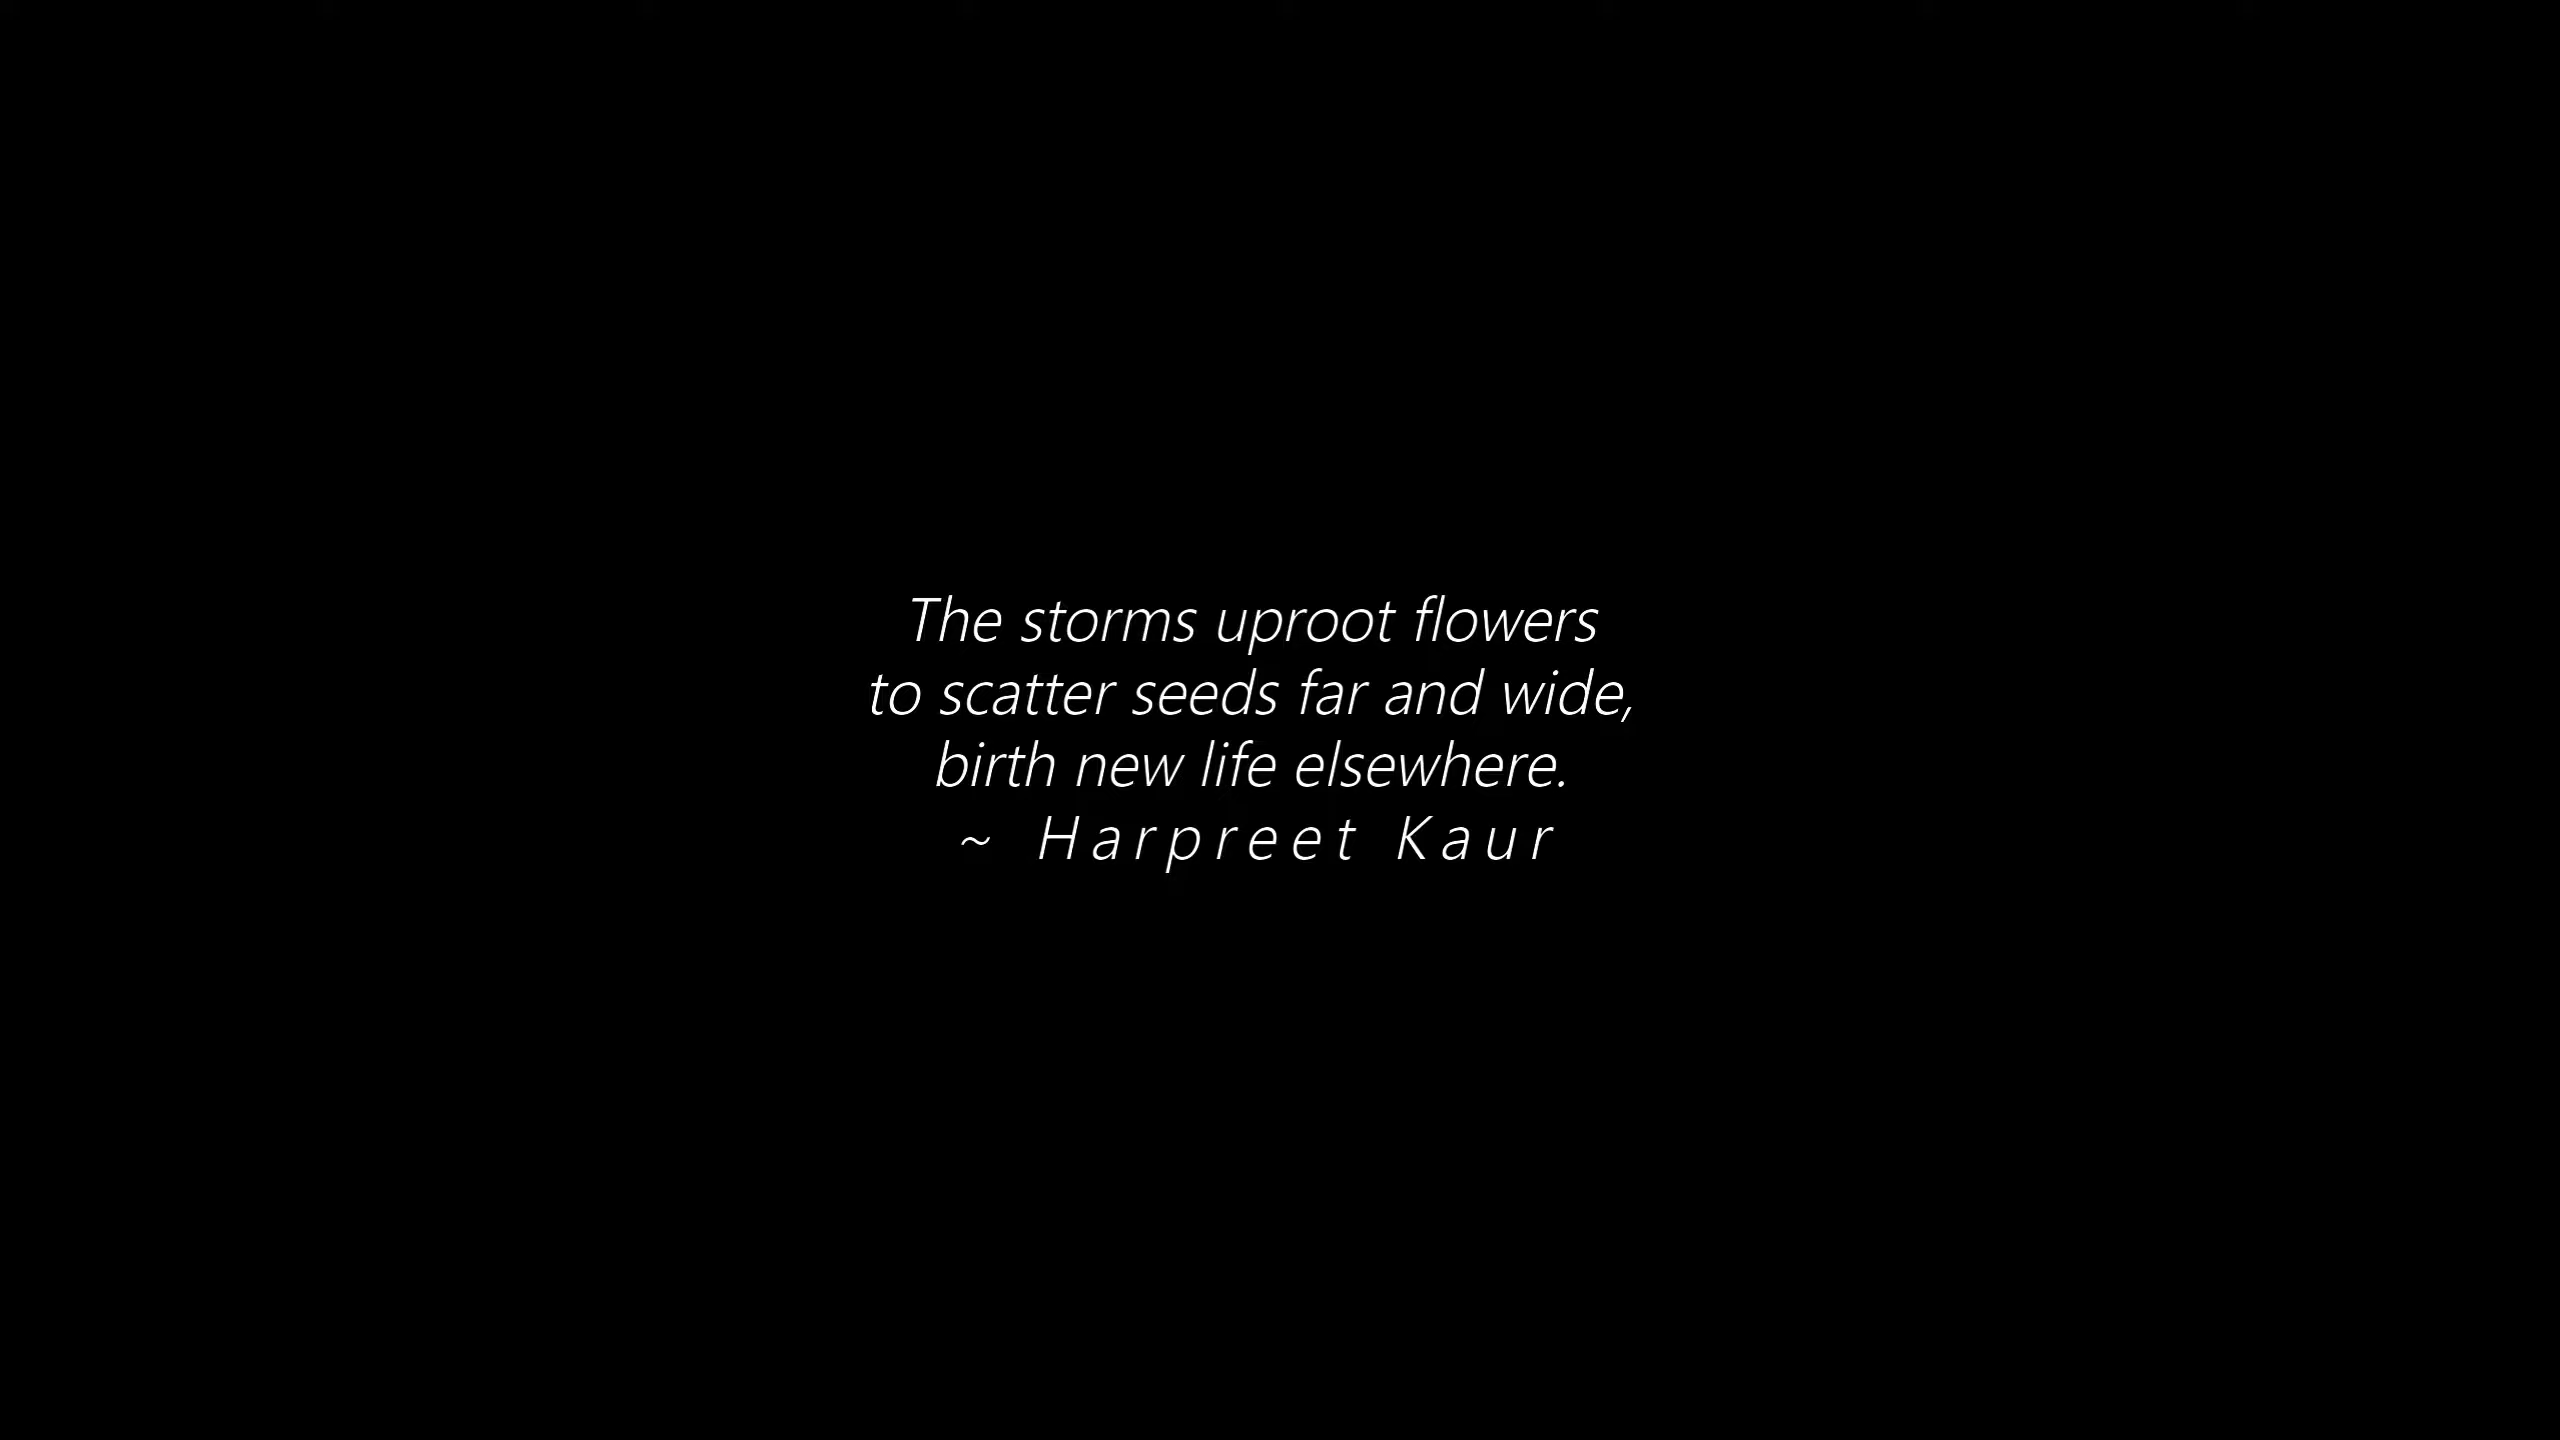 The storms uproot flowers
to scatter seeds far and wide,
birth new life elsewhere.
~ Harpreet Kaur